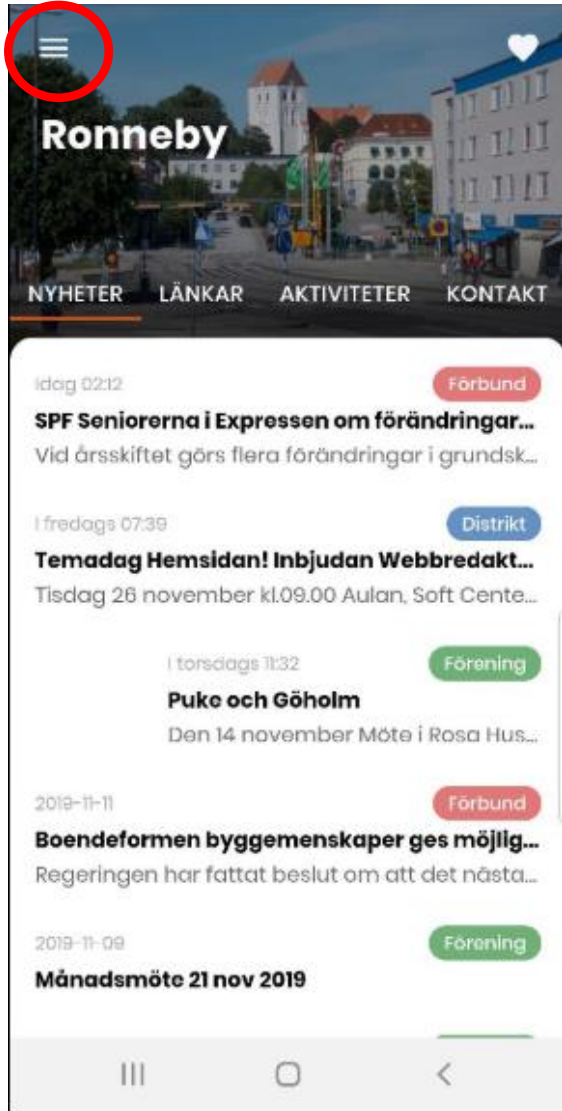 Ronneby
NYHETER LÄNKAR AKTIVITETER KONTAKT
Idag 02:12 Förbund
SPF Seniorerna i Expressen om förändringar...
Vid årsskiftet görs flera förändringar i grundsk...
I fredags 07:39 Distrikt
Temadag Hemsidan! Inbjudan Webbredakt...
Tisdag 26 november kl.09.00 Aulan, Soft Cente...
I torsdags 11:32 Förening
Puke och Göholm
Den 14 november Möte i Rosa Hus...
2019-11-11 Förbund
Boendeformen byggemenskaper ges möjlig...
Regeringen har fattat beslut om att det nästa...
2019-11-09 Förening
Månadsmöte 21 nov 2019